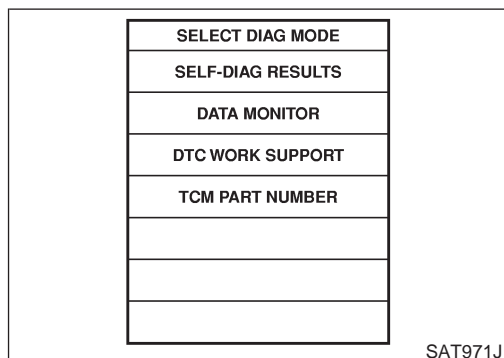 SELECT DIAG MODE
SELF-DIAG RESULTS
DATA MONITOR
DTC WORK SUPPORT
TCM PART NUMBER
SAT971J